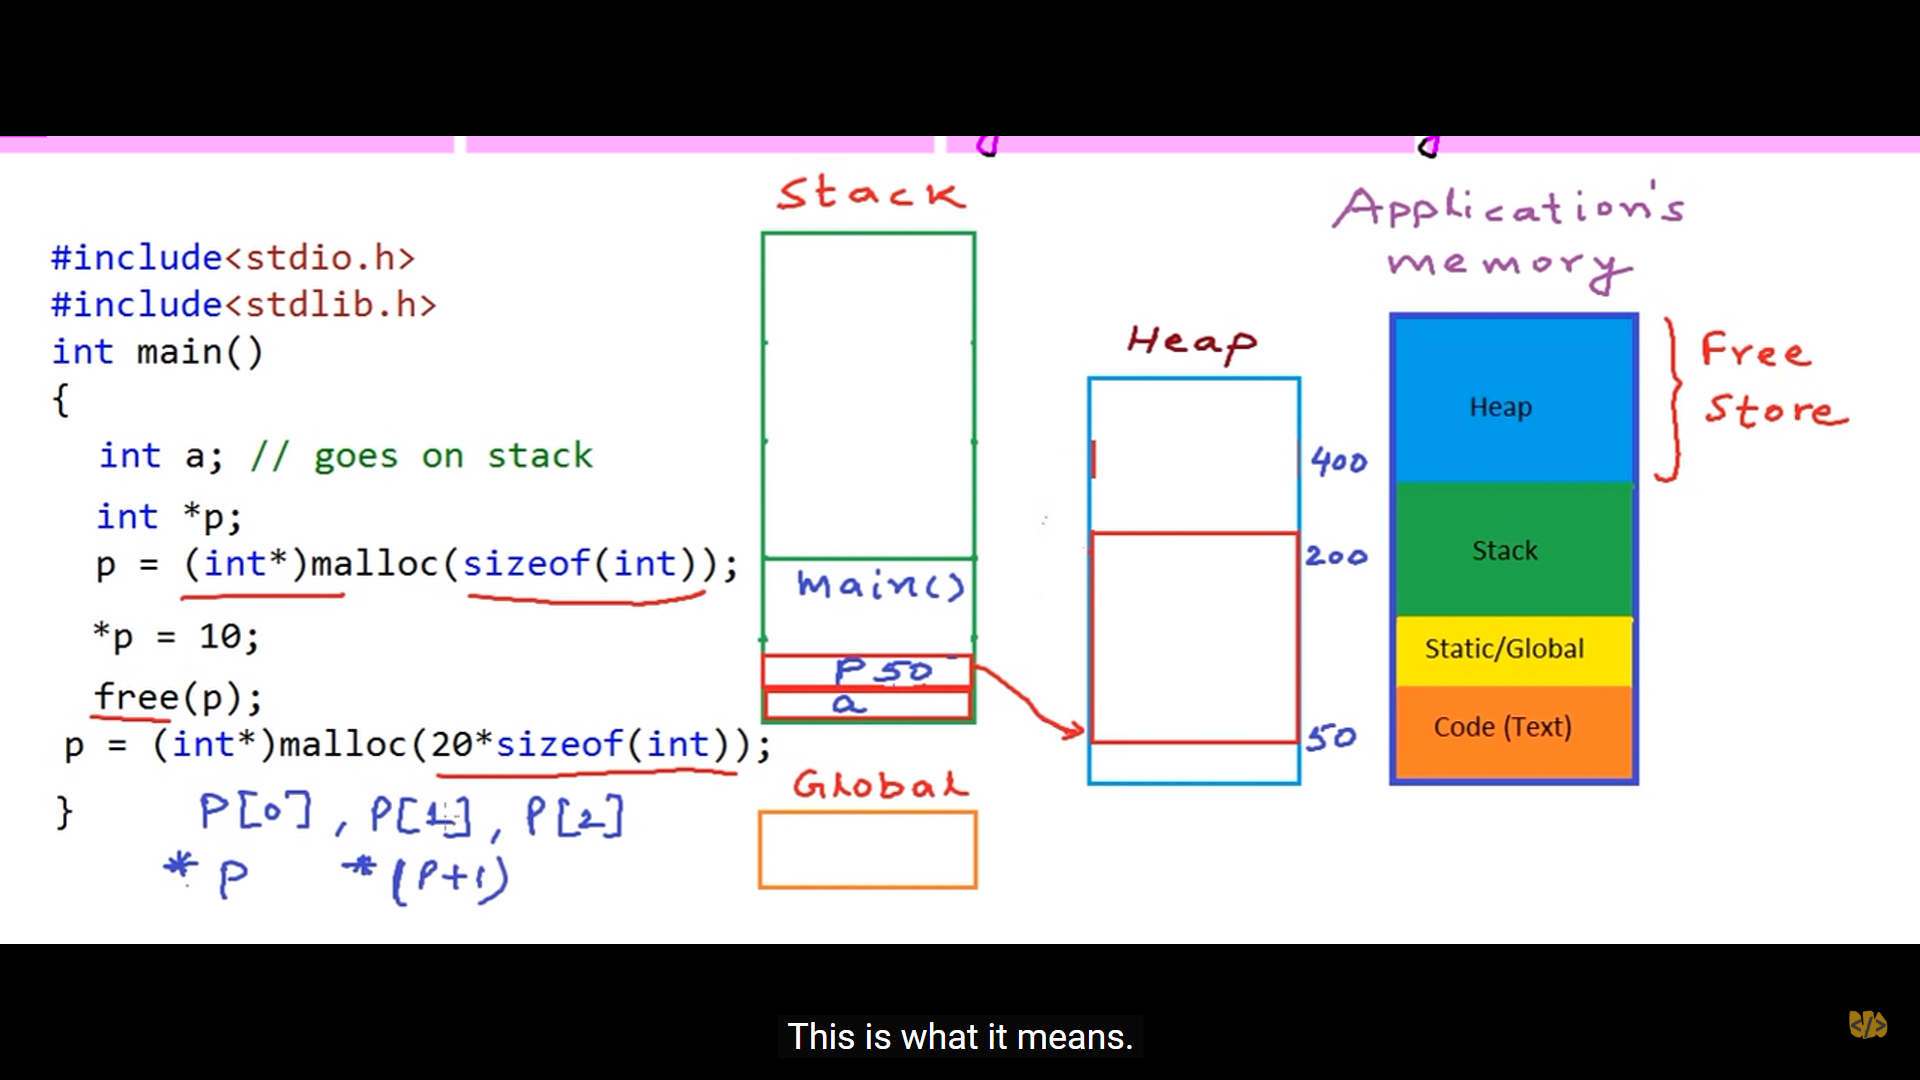 #include<stdio.h>
#include<stdlib.h>
int main()
{
int a; // goes on stack
int *p;
p = (int*)malloc(sizeof(int));
*p = 10;
free(p);
p = (int*)malloc(20*sizeof(int));
}
P[0], P[1], P[2]
*P *(P+1)
Stack
main()
P 50
a
Global
Heap
400
200
50
Application's
memory
Heap
Stack
Static/Global
Code (Text)
Free
Store
This is what it means.